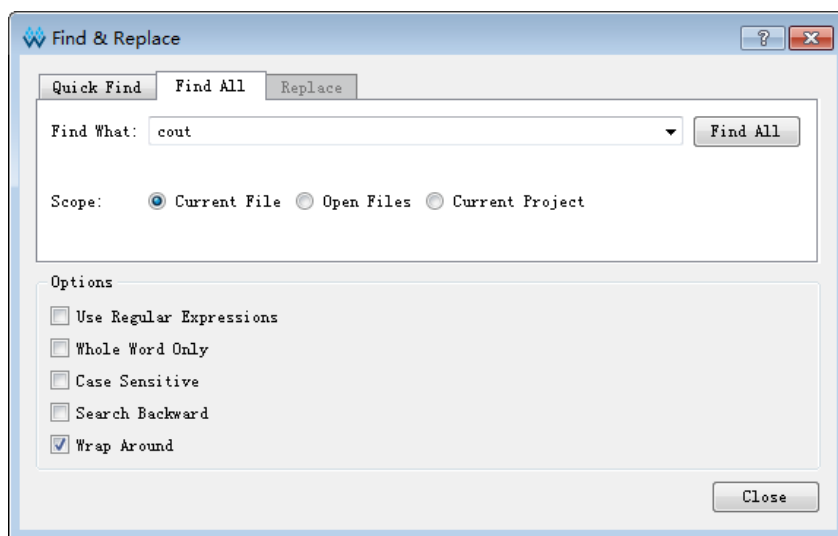 Find & Replace
Quick Find Find All Replace
Find What: cout Find All
Scope: Current File Open Files Current Project
Options
Use Regular Expressions
Whole Word Only
Case Sensitive
Search Backward
Wrap Around
Close